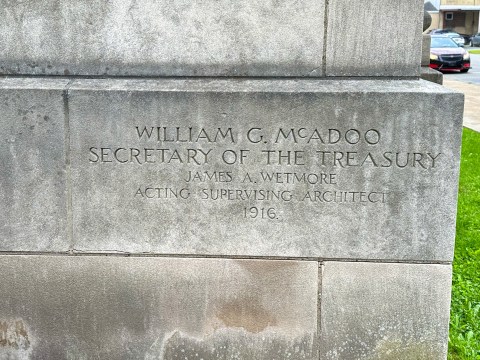 WILLIAM G. McADOO
SECRETARY OF THE TREASURY
JAMES A. WETMORE
ACTING SUPERVISING ARCHITECT
1916.